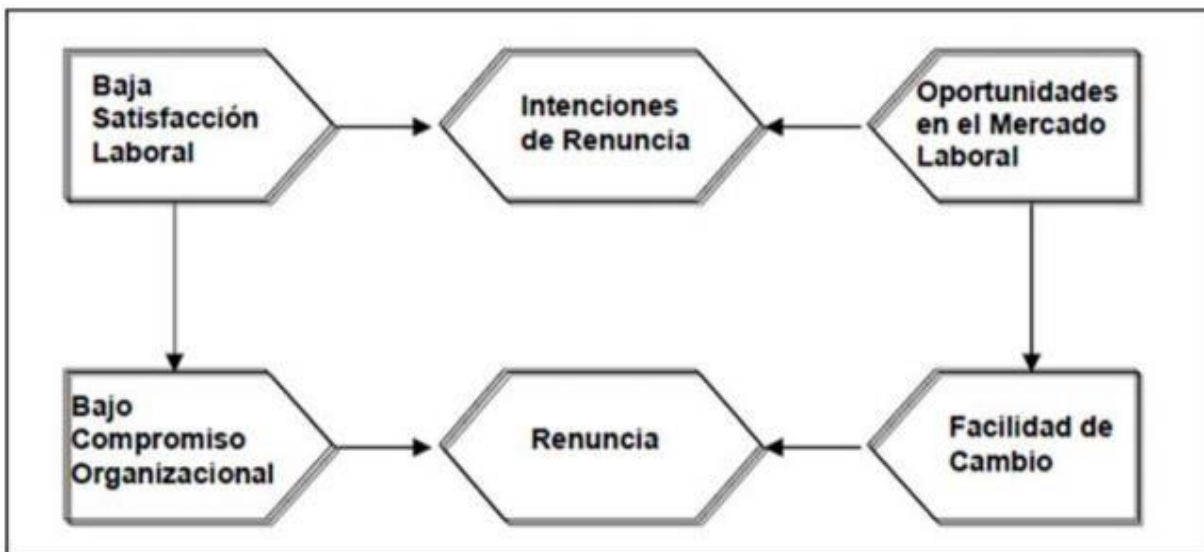 Baja
Satisfacción
Laboral
Intenciones
de Renuncia
Oportunidades
en el Mercado
Laboral
Bajo
Compromiso
Organizacional
Renuncia
Facilidad de
Cambio